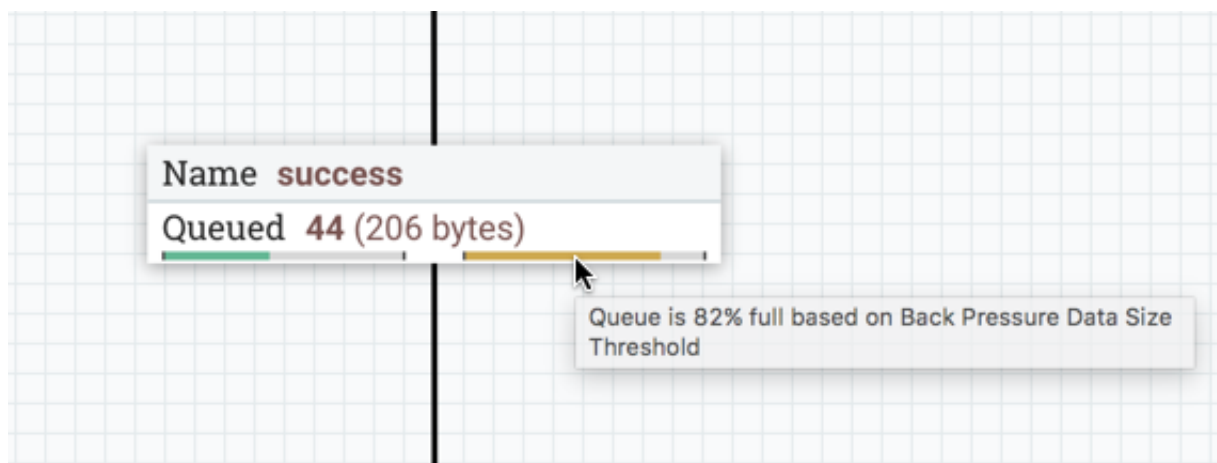 Name success
Queued 44 (206 bytes)
Queue is 82% full based on Back Pressure Data Size
Threshold